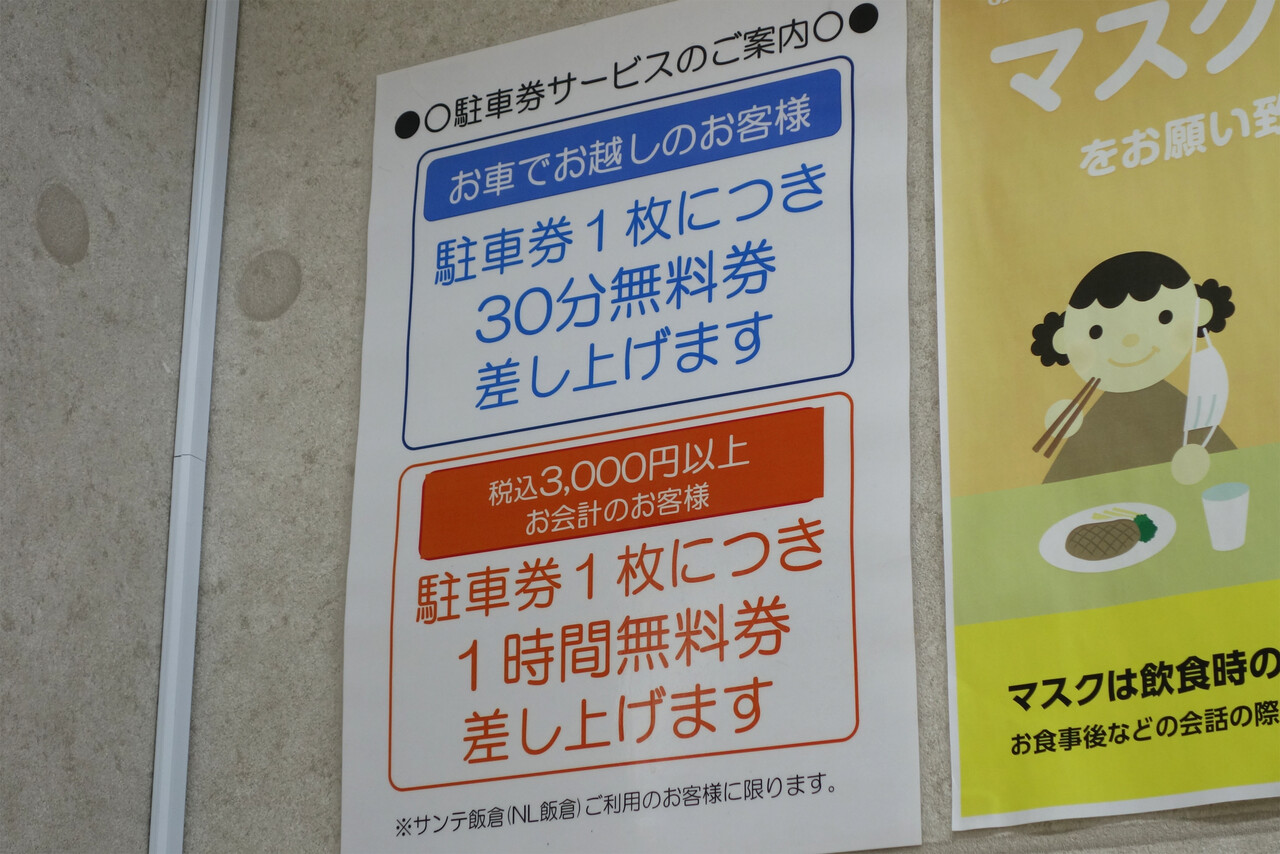 ●○駐車券サービスのご案内○●
お車でお越しのお客様
駐車券1枚につき
30分無料券
差し上げます
税込3,000円以上
お会計のお客様
駐車券1枚につき
1時間無料券
差し上げます
※サンテ飯倉(NL飯倉)ご利用のお客様に限ります。
マスク
をお願い致
マスクは飲食時の
お食事後などの会話の際